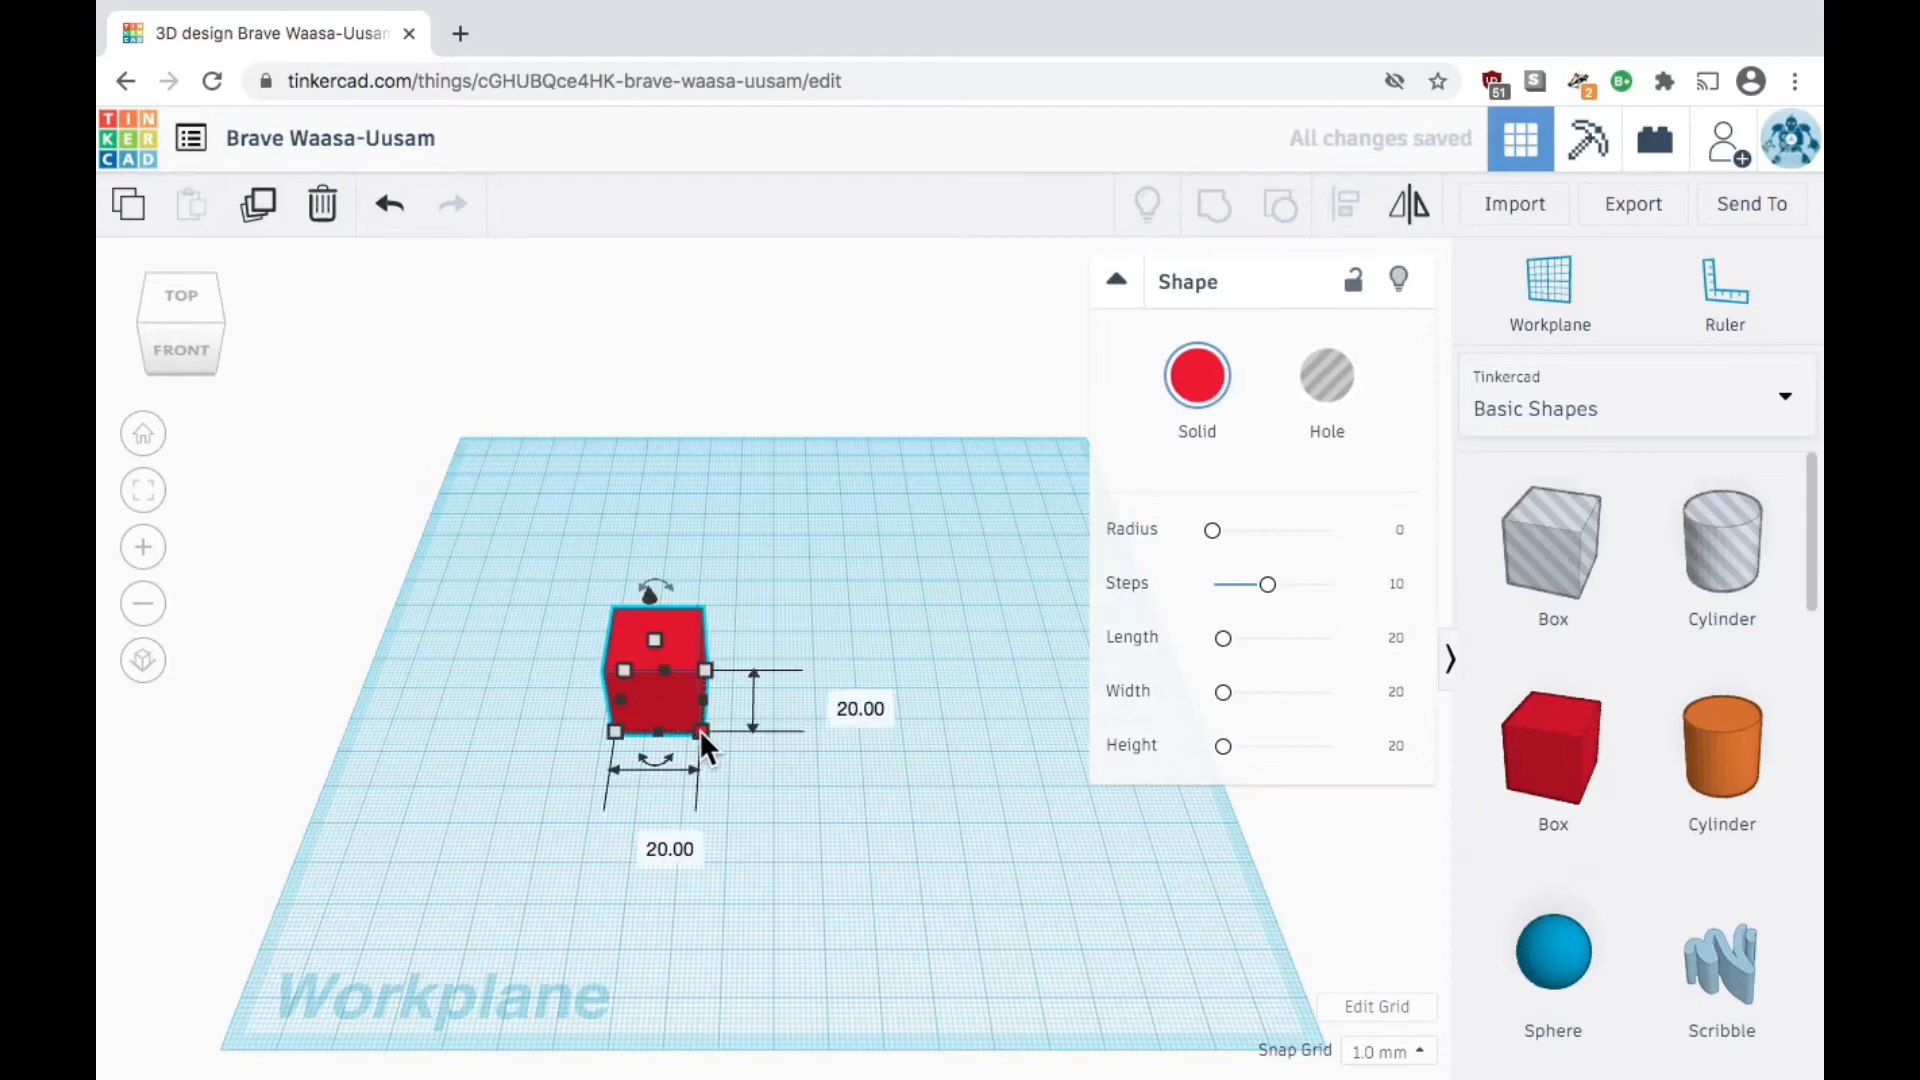 3D design Brave Waasa-Uusam
tinkercad.com/things/cGHUBQce4HK-brave-waasa-uusam/edit
51
S
2
B+
TIN
KER
CAD
Brave Waasa-Uusam
All changes saved
Import
Export
Send To
TOP
FRONT
Shape
Solid
Hole
Radius
0
Steps
10
Length
20
Width
20
Height
20
20.00
20.00
Workplane
Edit Grid
Snap Grid
1.0 mm
Workplane
Ruler
Tinkercad
Basic Shapes
Box
Cylinder
Box
Cylinder
Sphere
Scribble